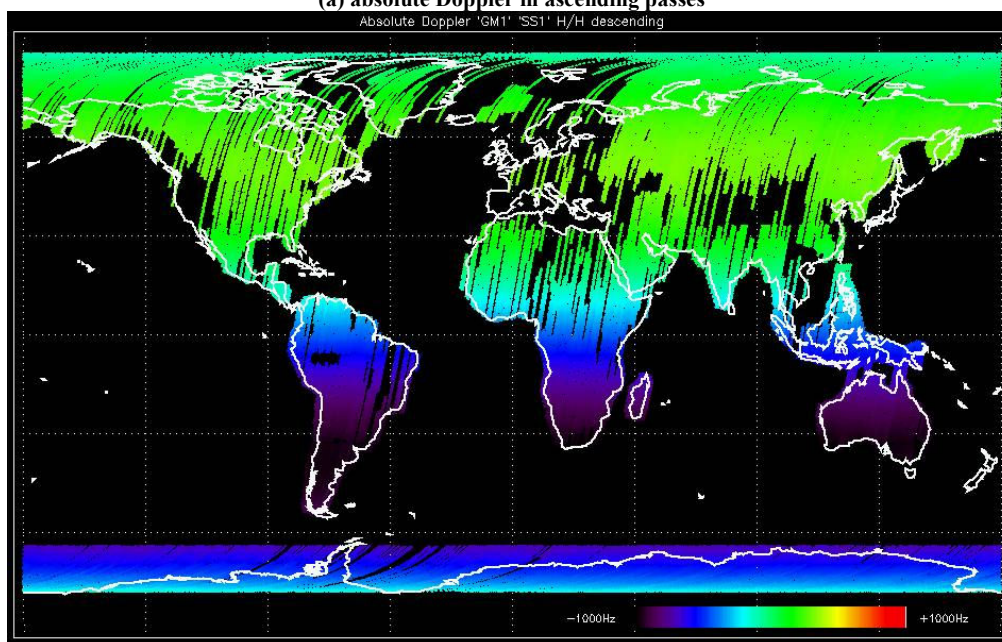 (a) absolute Doppler in ascending passes
Absolute Doppler 'GM1' 'SS1' H/H descending
-1000Hz
+1000Hz